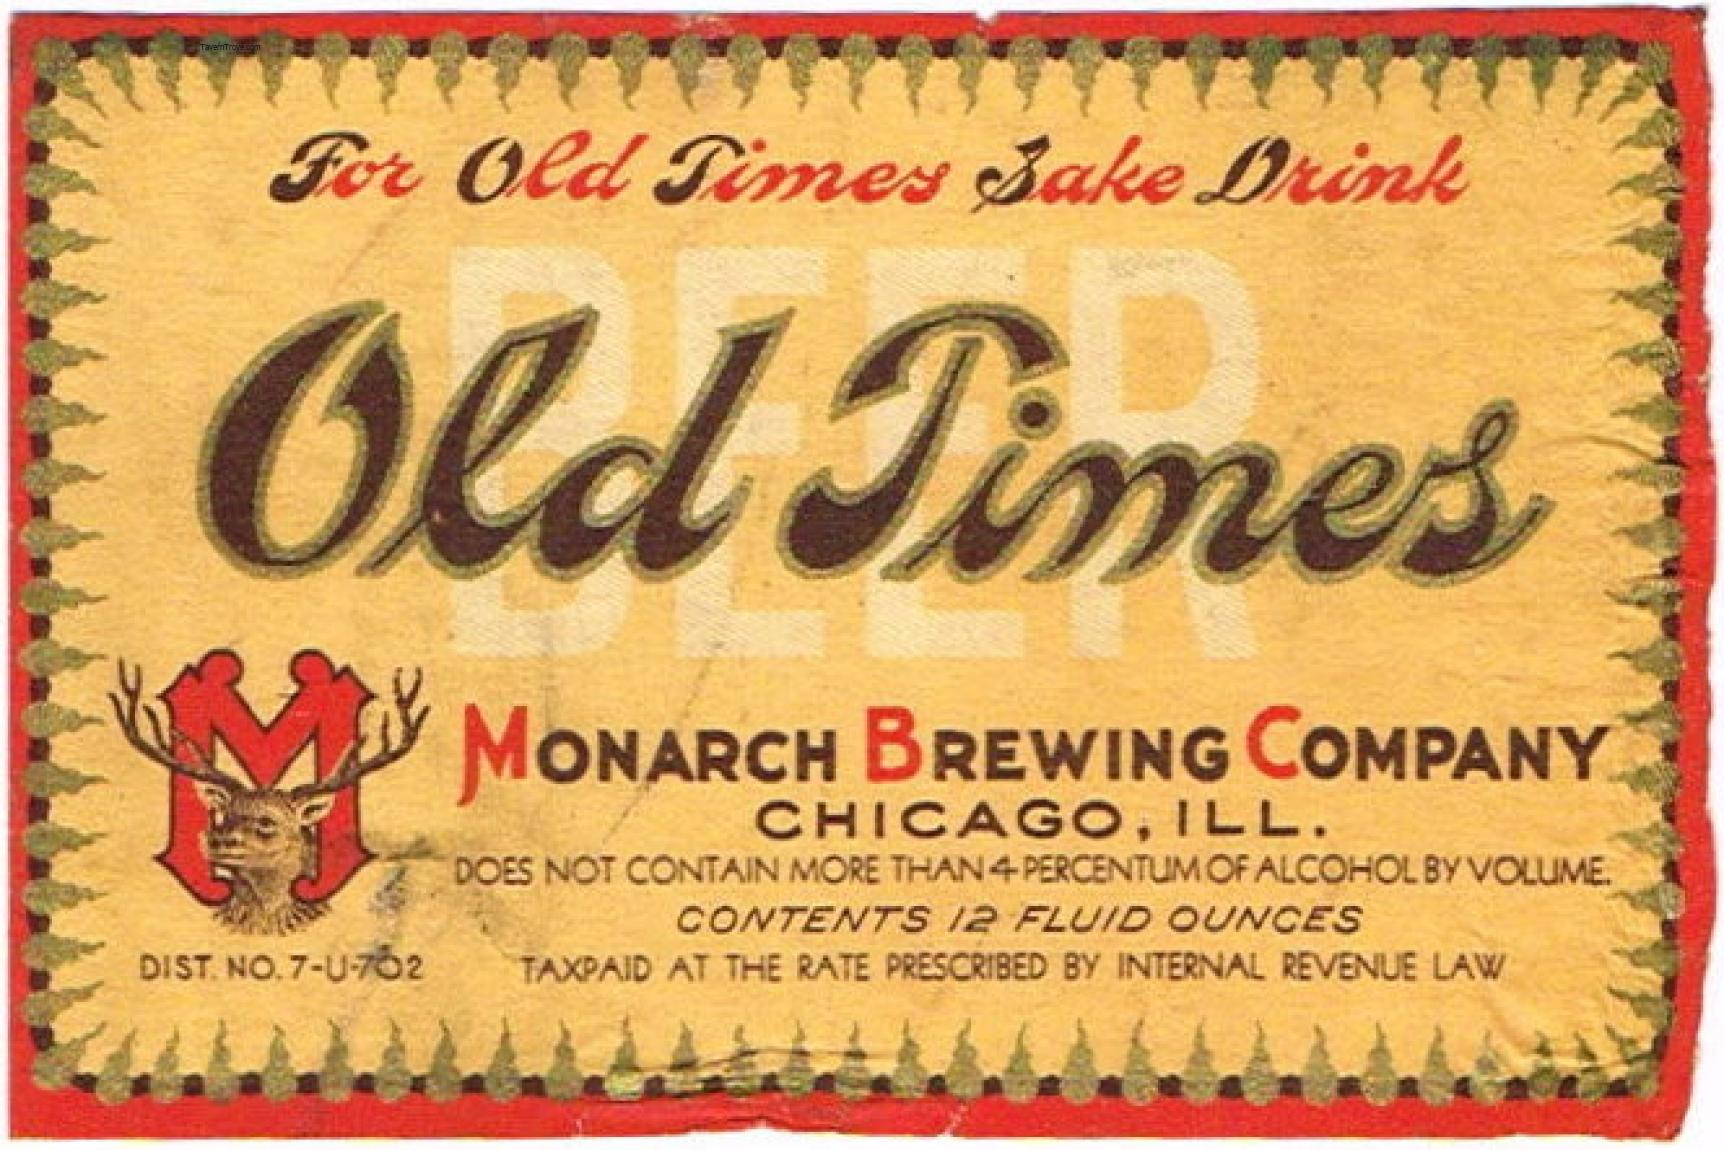 TavernTrove.com
For Old Times Sake Drink
BEER
Old Times
M
MONARCH BREWING COMPANY
CHICAGO, ILL.
DOES NOT CONTAIN MORE THAN 4 PERCENTUM OF ALCOHOL BY VOLUME.
CONTENTS 12 FLUID OUNCES
DIST. NO. 7-U-702
TAXPAID AT THE RATE PRESCRIBED BY INTERNAL REVENUE LAW